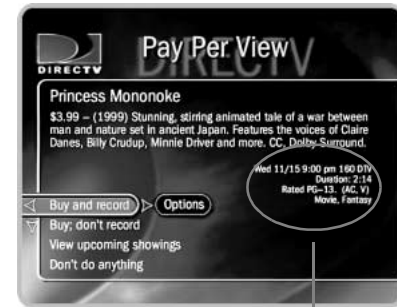 DIRECTV
Pay Per View
Princess Mononoke
$3.99 – (1999) Stunning, stirring animated tale of a war between
man and nature set in ancient Japan. Features the voices of Claire
Danes, Billy Crudup, Minnie Driver and more. CC, Dolby Surround.
Wed 11/15 9:00 pm 160 DTV
Duration: 2:14
Rated PG–13. (AC, V)
Movie, Fantasy
Buy and record
Options
Buy; don't record
View upcoming showings
Don't do anything